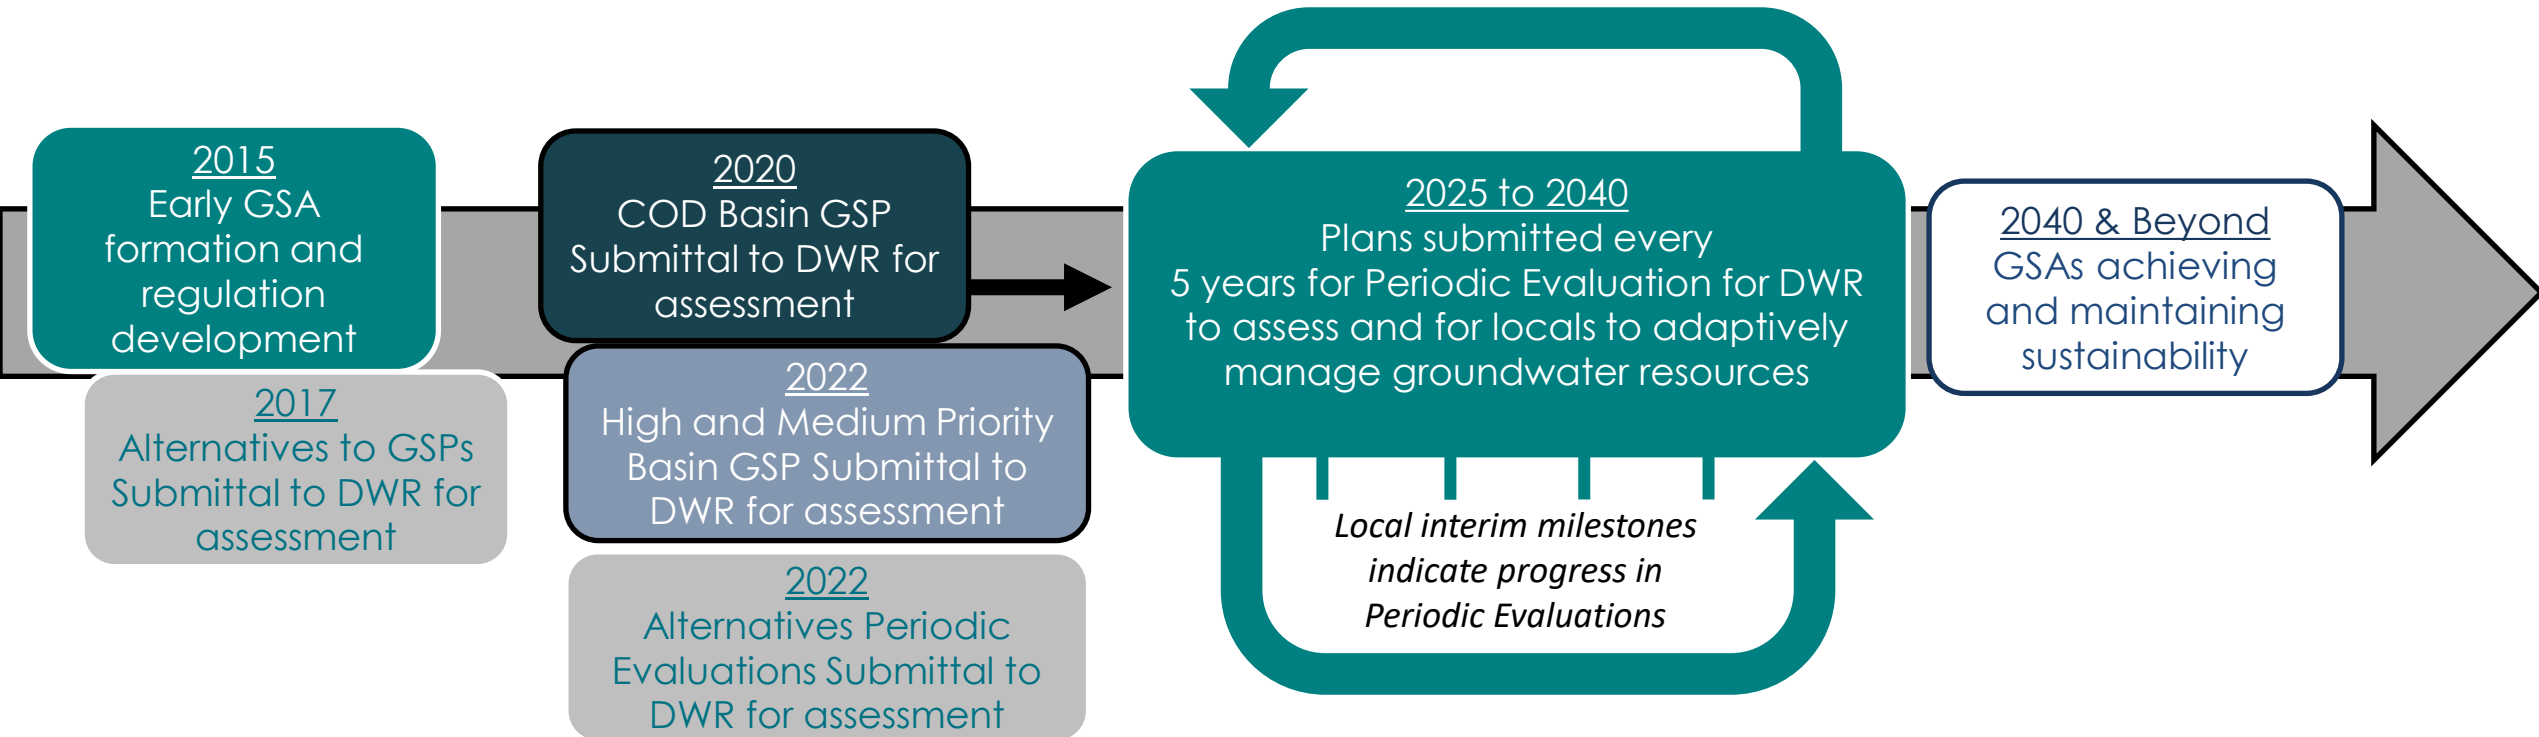 2015
Early GSA
formation and
regulation
development
2017
Alternatives to GSPs
Submittal to DWR for
assessment
2020
COD Basin GSP
Submittal to DWR for
assessment
2022
High and Medium Priority
Basin GSP Submittal to
DWR for assessment
2022
Alternatives Periodic
Evaluations Submittal to
DWR for assessment
2025 to 2040
Plans submitted every
5 years for Periodic Evaluation for DWR
to assess and for locals to adaptively
manage groundwater resources
Local interim milestones
indicate progress in
Periodic Evaluations
2040 & Beyond
GSAs achieving
and maintaining
sustainability